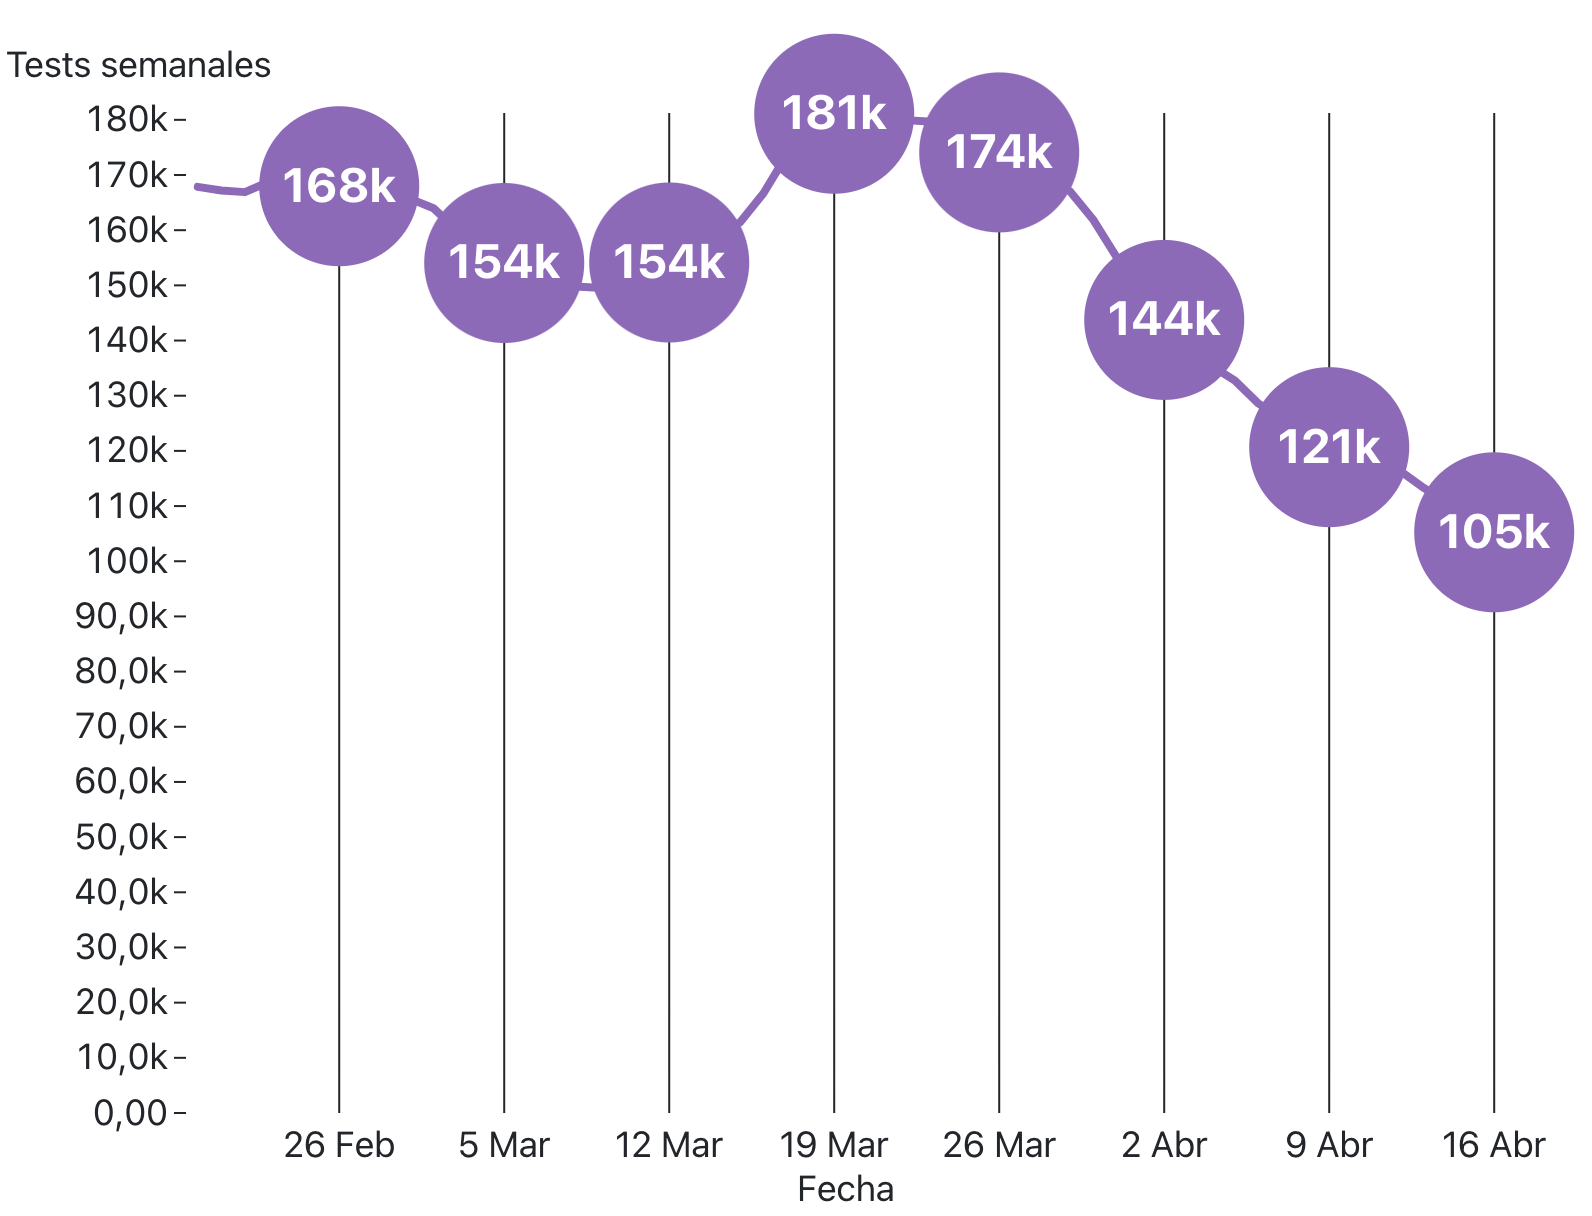 Tests semanales
180k
170k
160k
150k
140k
130k
120k
110k
100k
90,0k
80,0k
70,0k
60,0k
50,0k
40,0k
30,0k
20,0k
10,0k
0,00
168k
154k
154k
181k
174k
144k
121k
105k
26 Feb 5 Mar 12 Mar 19 Mar 26 Mar 2 Abr 9 Abr 16 Abr
Fecha